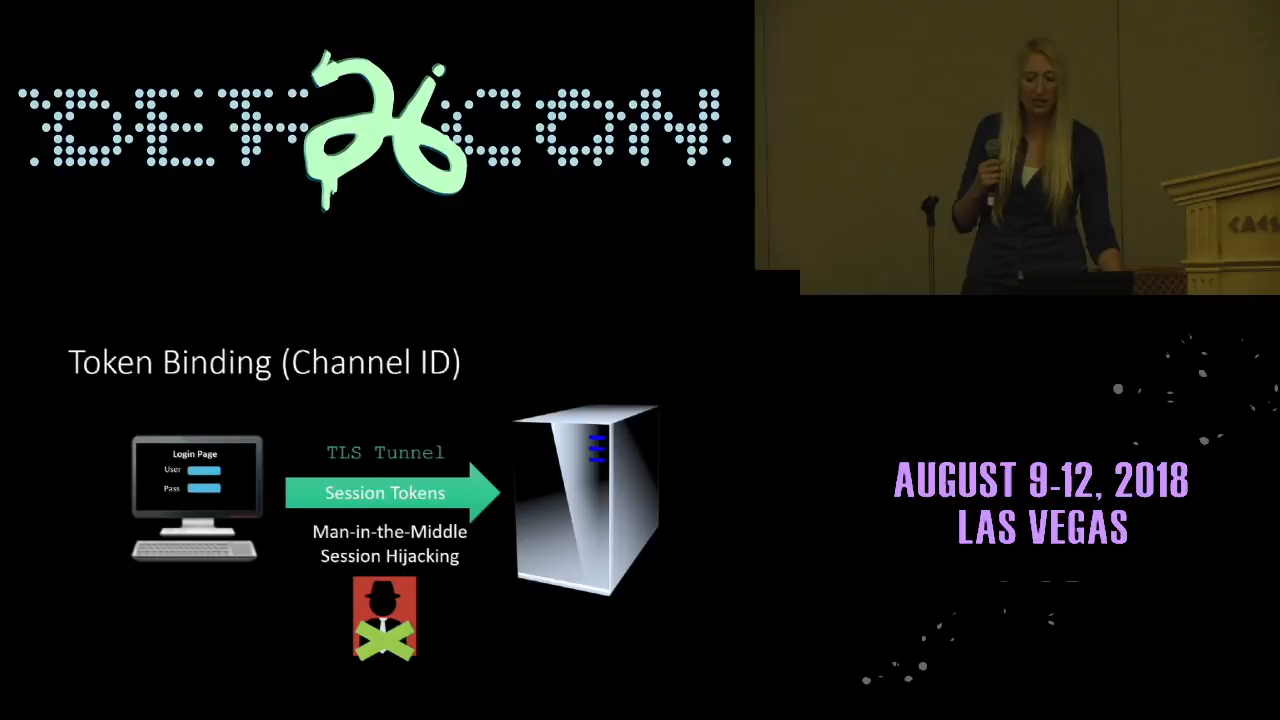 DEF 26 CON
Token Binding (Channel ID)
Login Page
User
Pass
TLS Tunnel
Session Tokens
Man-in-the-Middle
Session Hijacking
AUGUST 9-12, 2018
LAS VEGAS